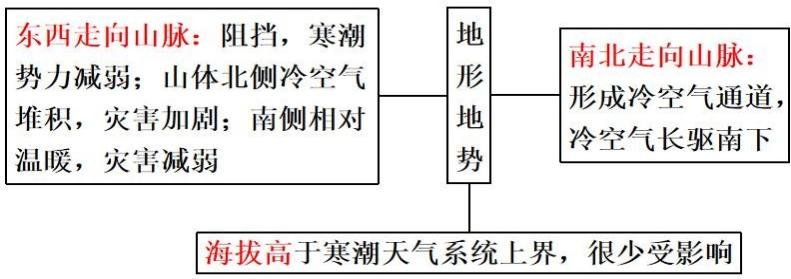 东西走向山脉：阻挡，寒潮
势力减弱；山体北侧冷空气
堆积，灾害加剧；南侧相对
温暖，灾害减弱
地形地势
南北走向山脉：
形成冷空气通道，
冷空气长驱南下
海拔高于寒潮天气系统上界，很少受影响